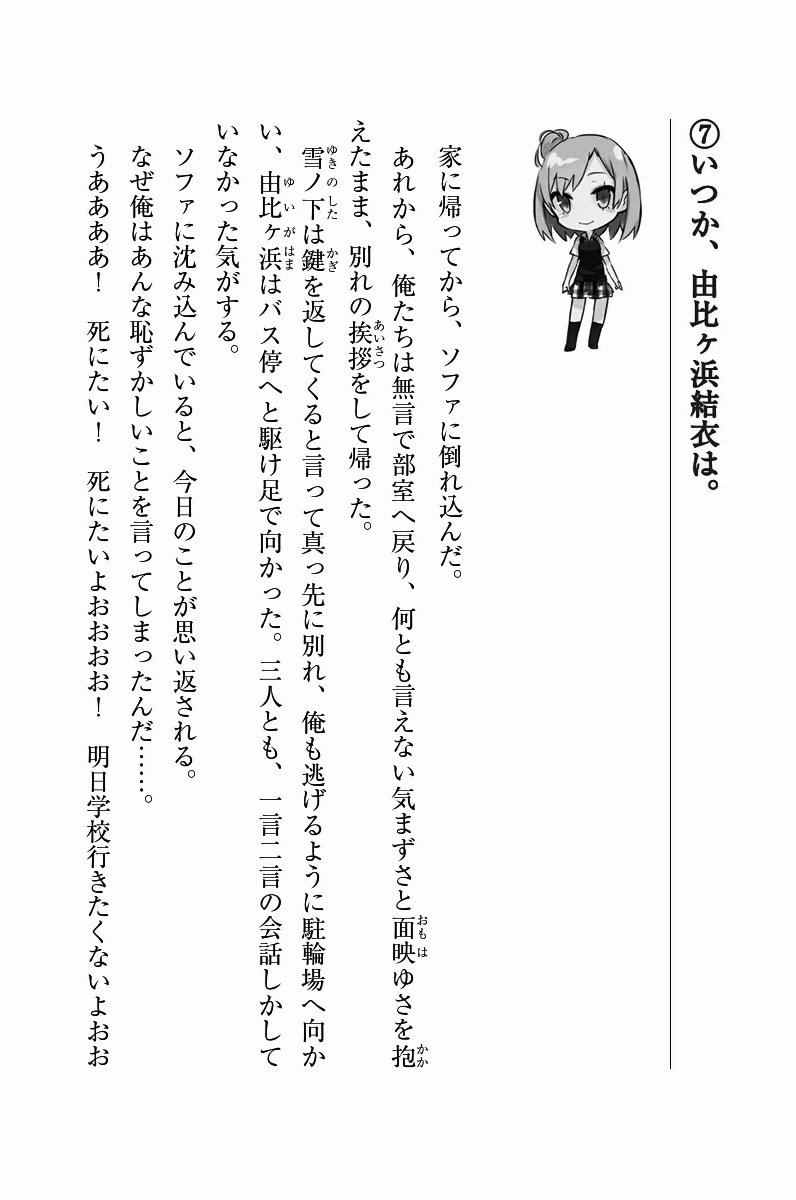 ⑦いつか、由比ヶ浜結衣は。
家に帰ってから、ソファに倒れ込んだ。
あれから、俺たちは無言で部室へ戻り、何とも言えない気まずさと面映ゆさを抱
えたまま、別れの挨拶をして帰った。
雪ノ下は鍵を返してくると言って真っ先に別れ、俺も逃げるように駐輪場へ向か
い、由比ヶ浜はバス停へと駆け足で向かった。三人とも、一言二言の会話しかして
いなかった気がする。
ソファに沈み込んでいると、今日のことが思い返される。
なぜ俺はあんな恥ずかしいことを言ってしまったんだ……。
うああああ！　死にたい！　死にたいよおおおお！　明日学校行きたくないよおお